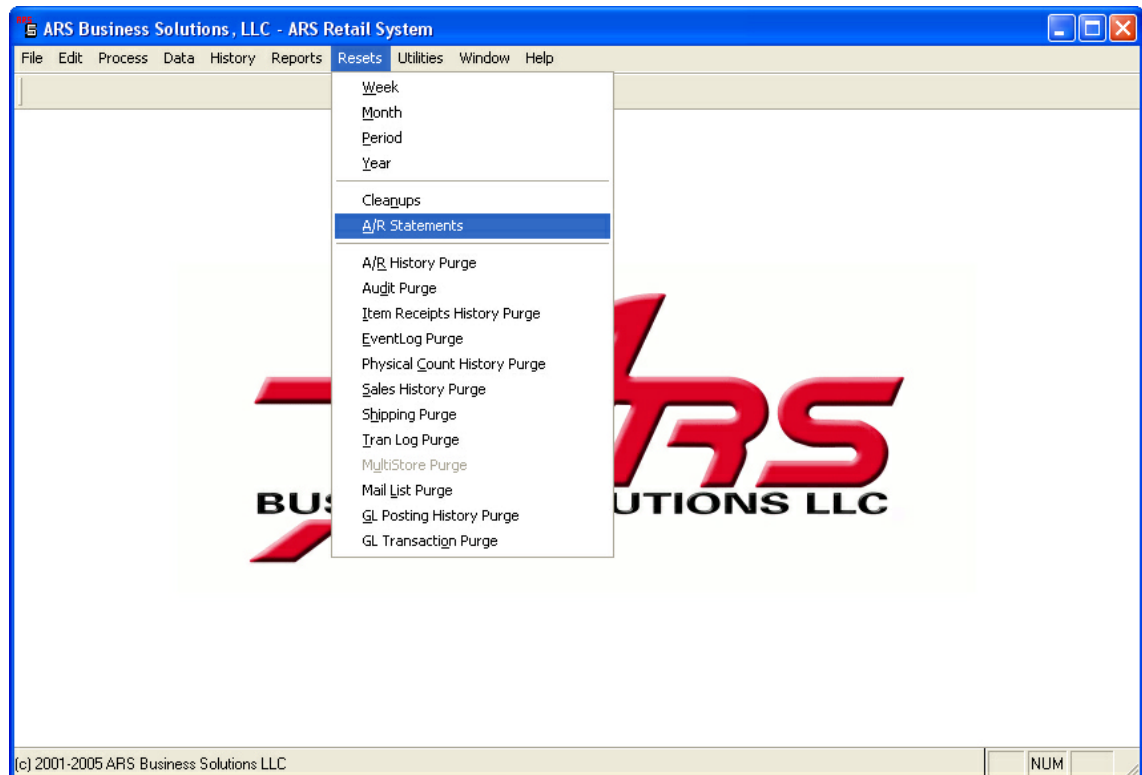 ARS Business Solutions, LLC - ARS Retail System
File Edit Process Data History Reports Resets Utilities Window Help
Week
Month
Period
Year
Cleanups
A/R Statements
A/R History Purge
Audit Purge
Item Receipts History Purge
EventLog Purge
Physical Count History Purge
Sales History Purge
Shipping Purge
Tran Log Purge
MultiStore Purge
Mail List Purge
GL Posting History Purge
GL Transaction Purge
ARS
BUS UTIONS LLC
(c) 2001-2005 ARS Business Solutions LLC NUM